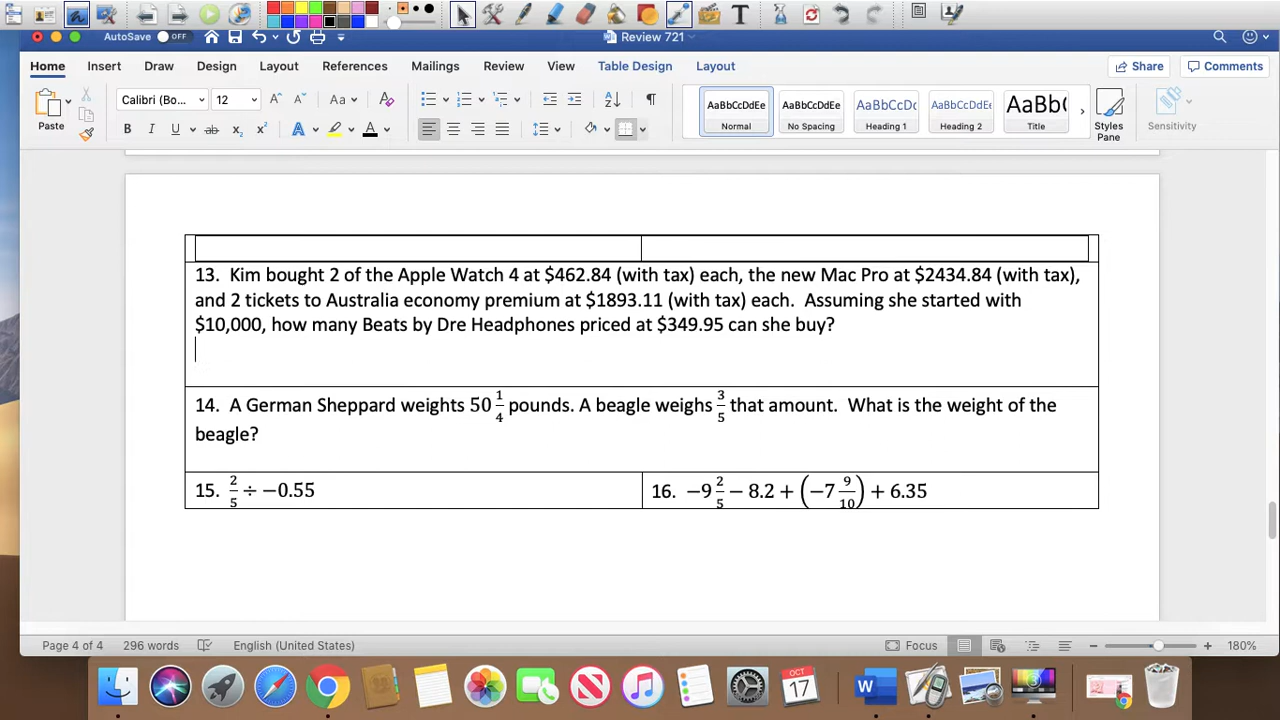 AutoSave OFF
Review 721
Home Insert Draw Design Layout References Mailings Review View Table Design Layout Share Comments
Paste
Calibri (Bo... 12
AaBbCcDdEe AaBbCcDdEe AaBbCcDc AaBbCcDdEe AaBb(
Normal No Spacing Heading 1 Heading 2 Title Styles Pane Sensitivity
13. Kim bought 2 of the Apple Watch 4 at $462.84 (with tax) each, the new Mac Pro at $2434.84 (with tax),
and 2 tickets to Australia economy premium at $1893.11 (with tax) each. Assuming she started with
$10,000, how many Beats by Dre Headphones priced at $349.95 can she buy?
14. A German Sheppard weights 50 1/4 pounds. A beagle weighs 3/5 that amount. What is the weight of the
beagle?
15. 2/5 ÷ −0.55
16. −9 2/5 − 8.2 + (−7 9/10) + 6.35
Page 4 of 4 296 words English (United States) Focus 180%
OCT
17